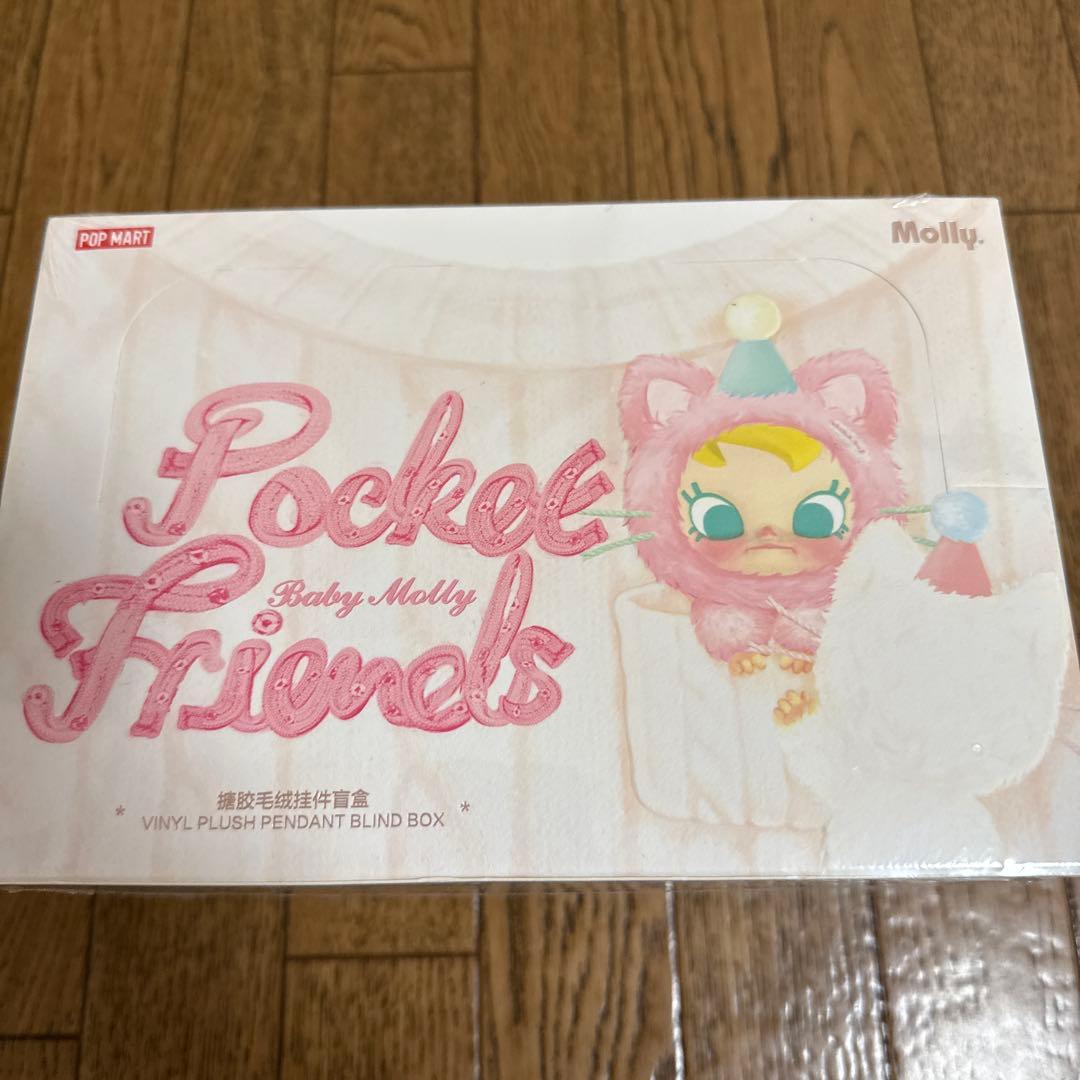 POP MART
Molly.
Pocket
Baby Molly
Friends
搪胶毛绒挂件盲盒
* VINYL PLUSH PENDANT BLIND BOX *